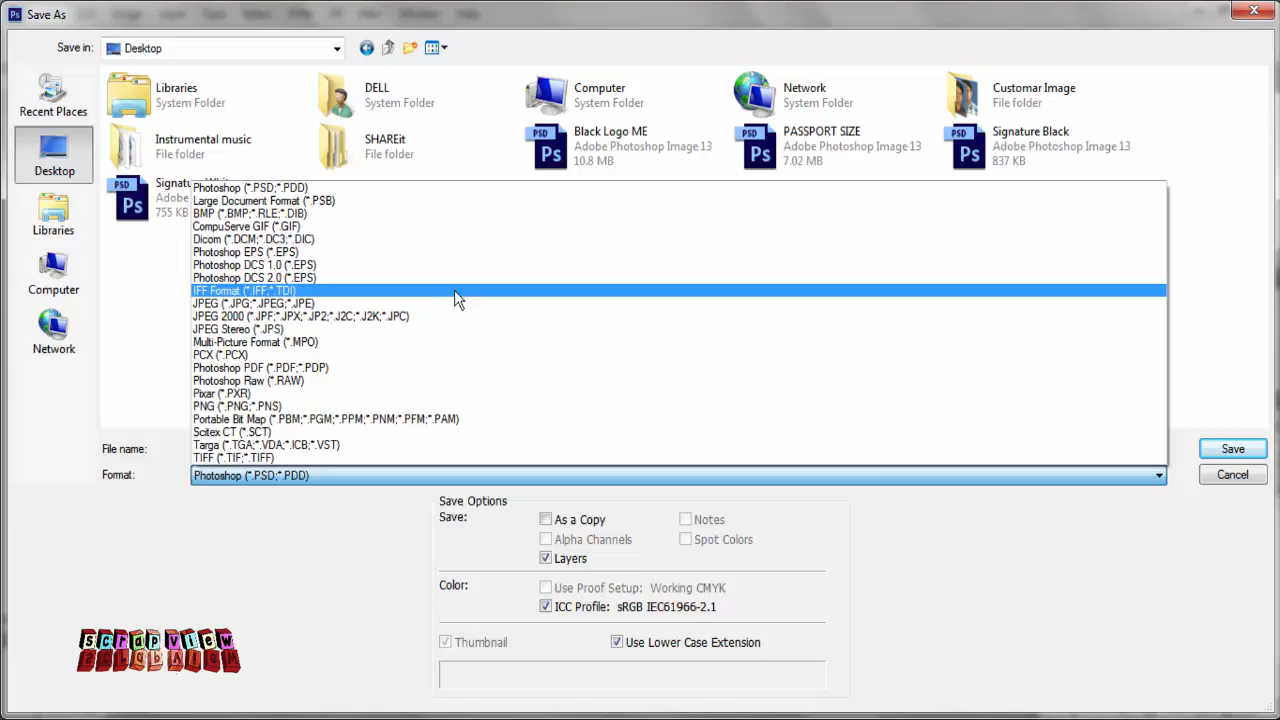 Save As
Save in:
Desktop
Recent Places
Desktop
Libraries
Computer
Network
Libraries
System Folder
DELL
System Folder
Computer
System Folder
Network
System Folder
Customar Image
File folder
Instrumental music
File folder
SHAREit
File folder
PSD
Ps
Black Logo ME
Adobe Photoshop Image 13
10.8 MB
PSD
Ps
PASSPORT SIZE
Adobe Photoshop Image 13
7.02 MB
PSD
Ps
Signature Black
Adobe Photoshop Image 13
837 KB
PSD
Ps
755 KB
Photoshop (*.PSD;*.PDD)
Large Document Format (*.PSB)
BMP (*.BMP;*.RLE;*.DIB)
CompuServe GIF (*.GIF)
Dicom (*.DCM;*.DC3;*.DIC)
Photoshop EPS (*.EPS)
Photoshop DCS 1.0 (*.EPS)
Photoshop DCS 2.0 (*.EPS)
IFF Format (*.IFF;*.TDI)
JPEG (*.JPG;*.JPEG;*.JPE)
JPEG 2000 (*.JPF;*.JPX;*.JP2;*.J2C;*.J2K;*.JPC)
JPEG Stereo (*.JPS)
Multi-Picture Format (*.MPO)
PCX (*.PCX)
Photoshop PDF (*.PDF;*.PDP)
Photoshop Raw (*.RAW)
Pixar (*.PXR)
PNG (*.PNG;*.PNS)
Portable Bit Map (*.PBM;*.PGM;*.PPM;*.PNM;*.PFM;*.PAM)
Scitex CT (*.SCT)
Targa (*.TGA;*.VDA;*.ICB;*.VST)
TIFF (*.TIF;*.TIFF)
File name:
Save
Format:
Photoshop (*.PSD;*.PDD)
Cancel
Save Options
Save:
As a Copy
Notes
Alpha Channels
Spot Colors
Layers
Color:
Use Proof Setup: Working CMYK
ICC Profile: sRGB IEC61966-2.1
Thumbnail
Use Lower Case Extension
Scrapview